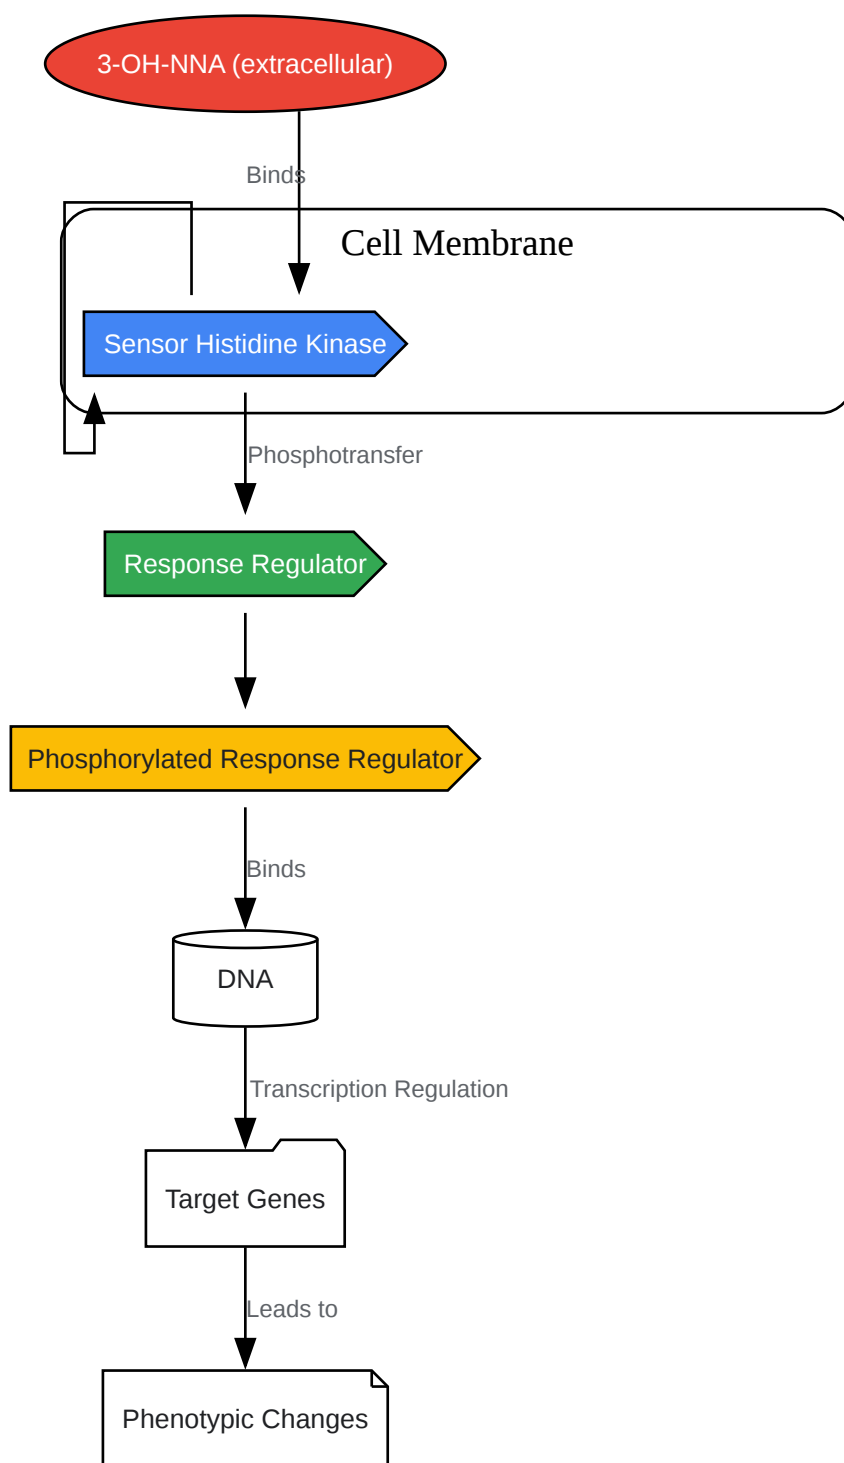 3-OH-NNA (extracellular)
Binds
Cell Membrane
Sensor Histidine Kinase
Phosphotransfer
Response Regulator
Phosphorylated Response Regulator
Binds
DNA
Transcription Regulation
Target Genes
Leads to
Phenotypic Changes